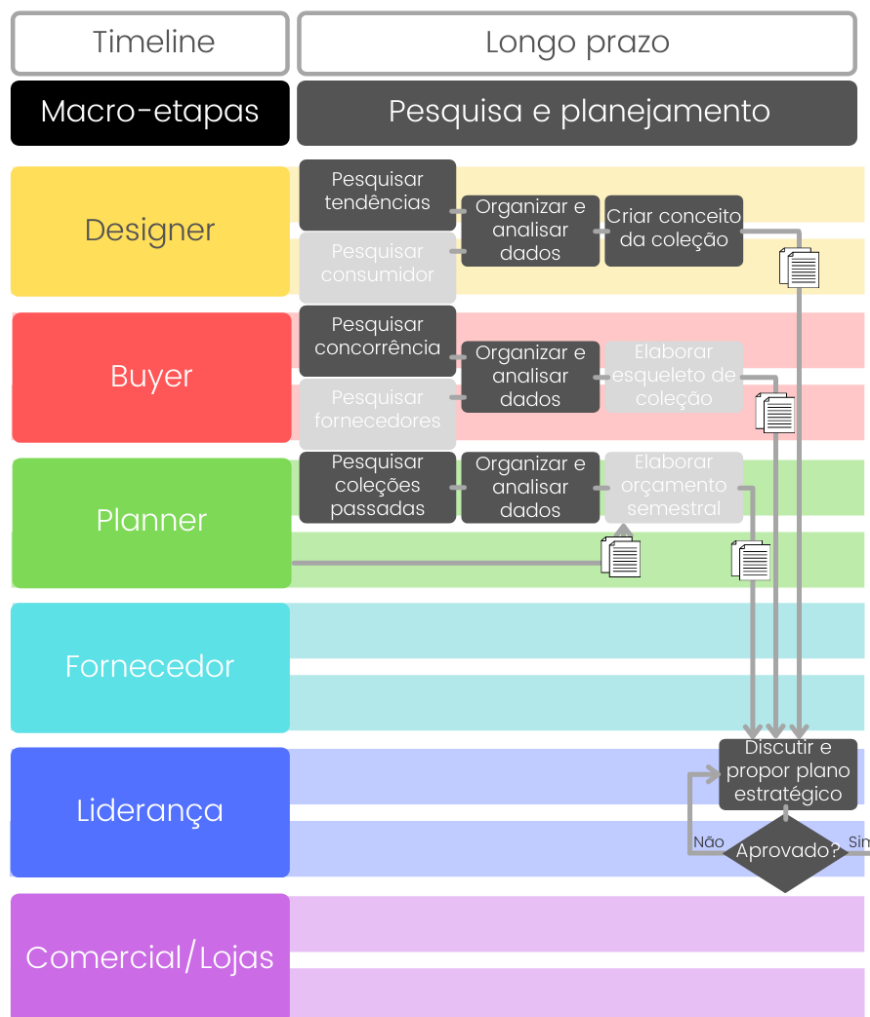 Timeline
Longo prazo
Macro-etapas
Pesquisa e planejamento
Designer
Pesquisar
tendências
Pesquisar
consumidor
Organizar e
analisar
dados
Criar conceito
da coleção
Buyer
Pesquisar
concorrência
Pesquisar
fornecedores
Organizar e
analisar
dados
Elaborar
esqueleto de
coleção
Planner
Pesquisar
coleções
passadas
Organizar e
analisar
dados
Elaborar
orçamento
semestral
Fornecedor
Liderança
Discutir e
propor plano
estratégico
Não
Aprovado?
Sim
Comercial/Lojas